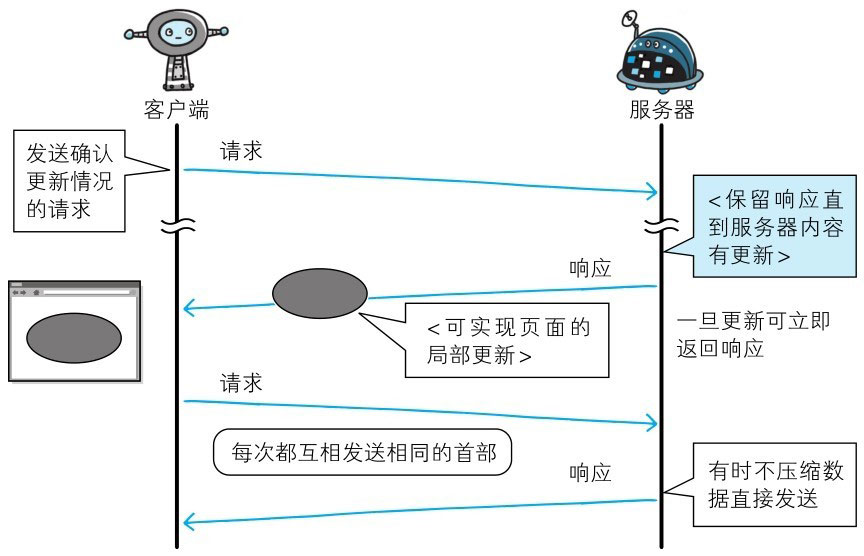 客户端
服务器
发送确认
更新情况
的请求
请求
<保留响应直
到服务器内容
有更新>
响应
<可实现页面的
局部更新>
一旦更新可立即
返回响应
请求
每次都互相发送相同的首部
响应
有时不压缩数
据直接发送